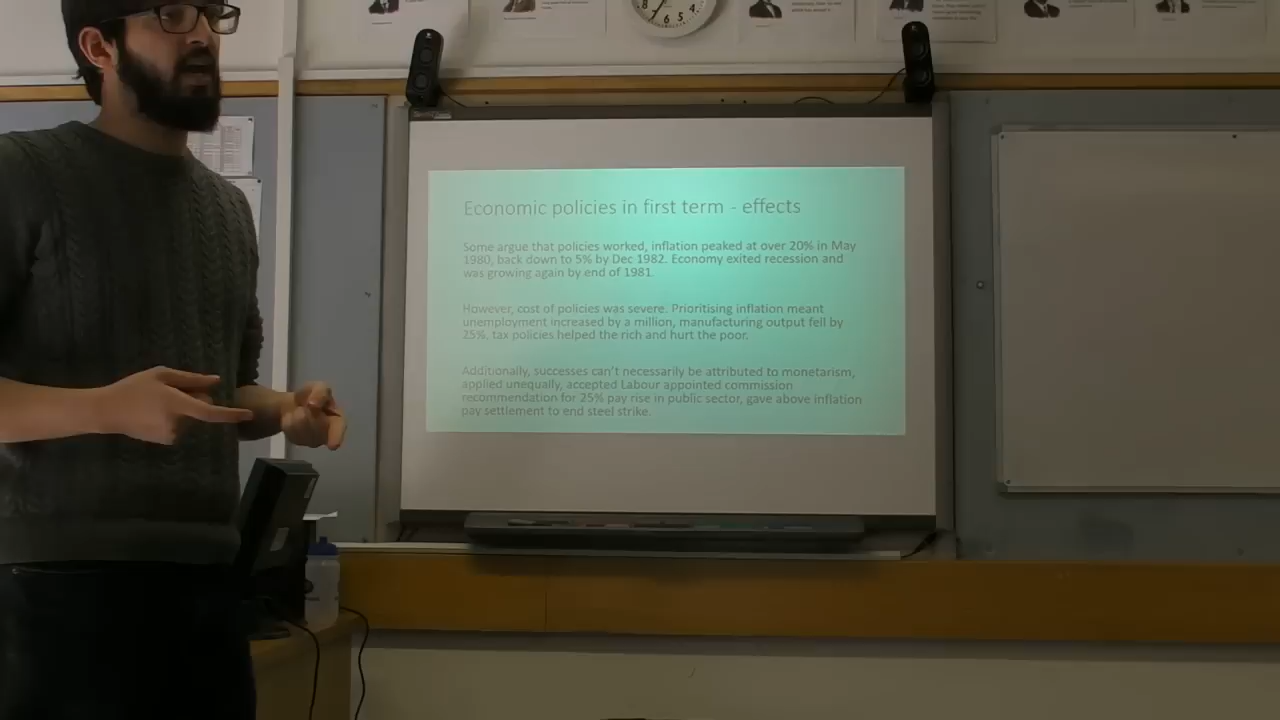 8
7
6
5
4
Economic policies in first term - effects
Some argue that policies worked, inflation peaked at over 20% in May
1980, back down to 5% by Dec 1982. Economy exited recession and
was growing again by end of 1981.
However, cost of policies was severe. Prioritising inflation meant
unemployment increased by a million, manufacturing output fell by
25%, tax policies helped the rich and hurt the poor.
Additionally, successes can't necessarily be attributed to monetarism,
applied unequally, accepted Labour appointed commission
recommendation for 25% pay rise in public sector, gave above inflation
pay settlement to end steel strike.